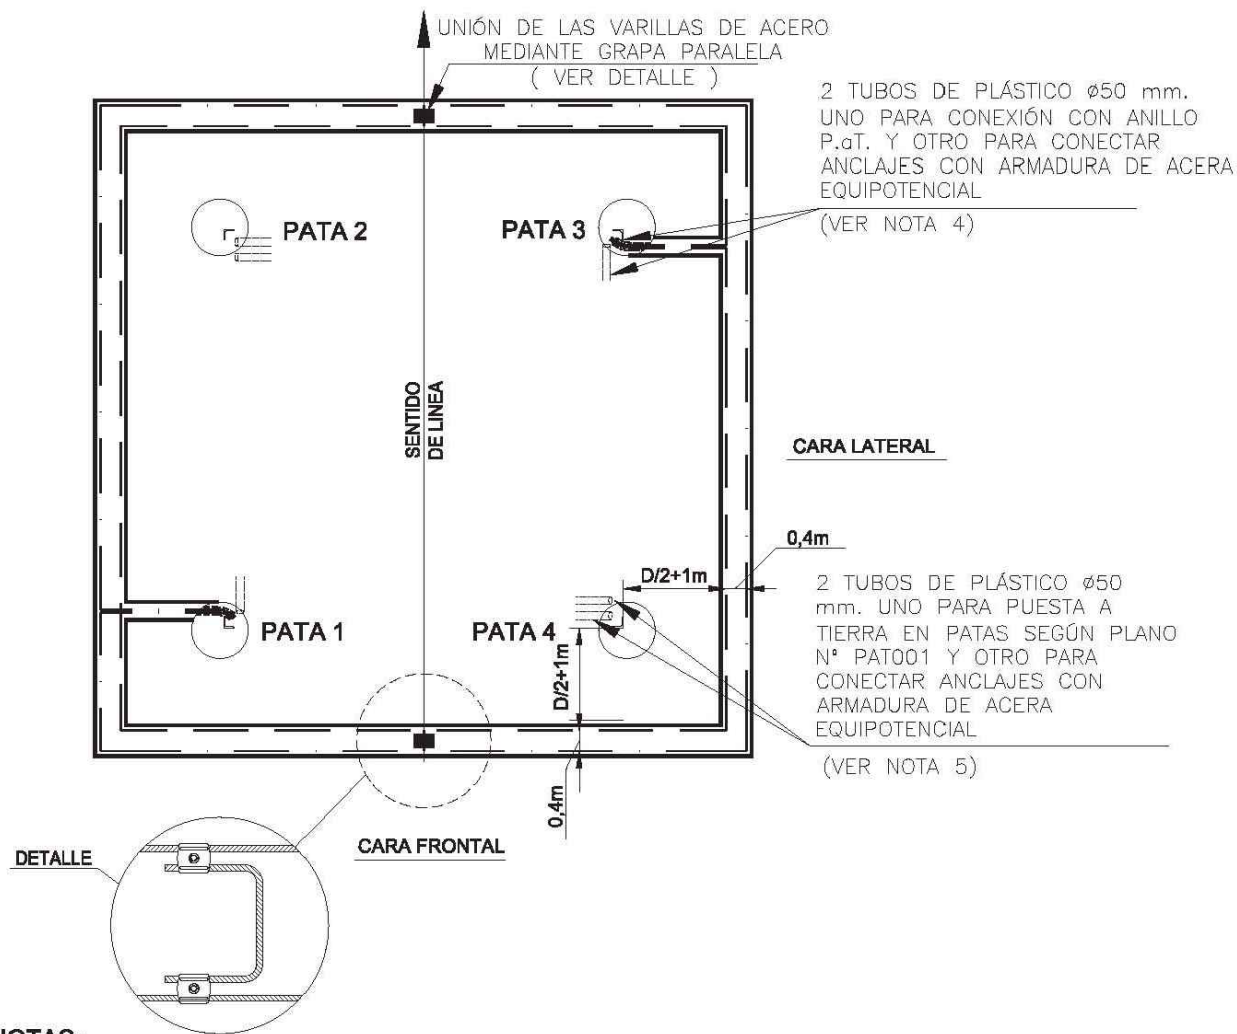 UNIÓN DE LAS VARILLAS DE ACERO
MEDIANTE GRAPA PARALELA
( VER DETALLE )
2 TUBOS DE PLÁSTICO ø50 mm.
UNO PARA CONEXIÓN CON ANILLO
P.aT. Y OTRO PARA CONECTAR
ANCLAJES CON ARMADURA DE ACERA
EQUIPOTENCIAL
(VER NOTA 4)
PATA 2
PATA 3
SENTIDO
DE LINEA
CARA LATERAL
0,4m
D/2+1m
PATA 1
PATA 4
D/2+1m
2 TUBOS DE PLÁSTICO ø50
mm. UNO PARA PUESTA A
TIERRA EN PATAS SEGÚN PLANO
Nº PAT001 Y OTRO PARA
CONECTAR ANCLAJES CON
ARMADURA DE ACERA
EQUIPOTENCIAL
(VER NOTA 5)
0,4m
CARA FRONTAL
DETALLE